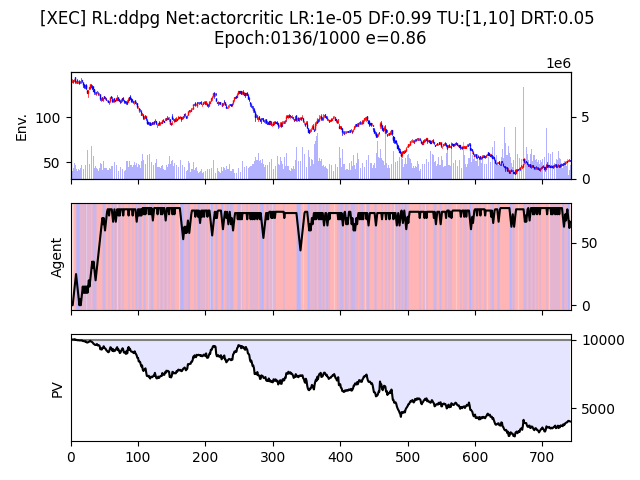 [XEC] RL:ddpg Net:actorcritic LR:1e-05 DF:0.99 TU:[1,10] DRT:0.05
Epoch:0136/1000 e=0.86
1e6
Env.
100
50
5
0
Agent
50
0
PV
10000
5000
0 100 200 300 400 500 600 700